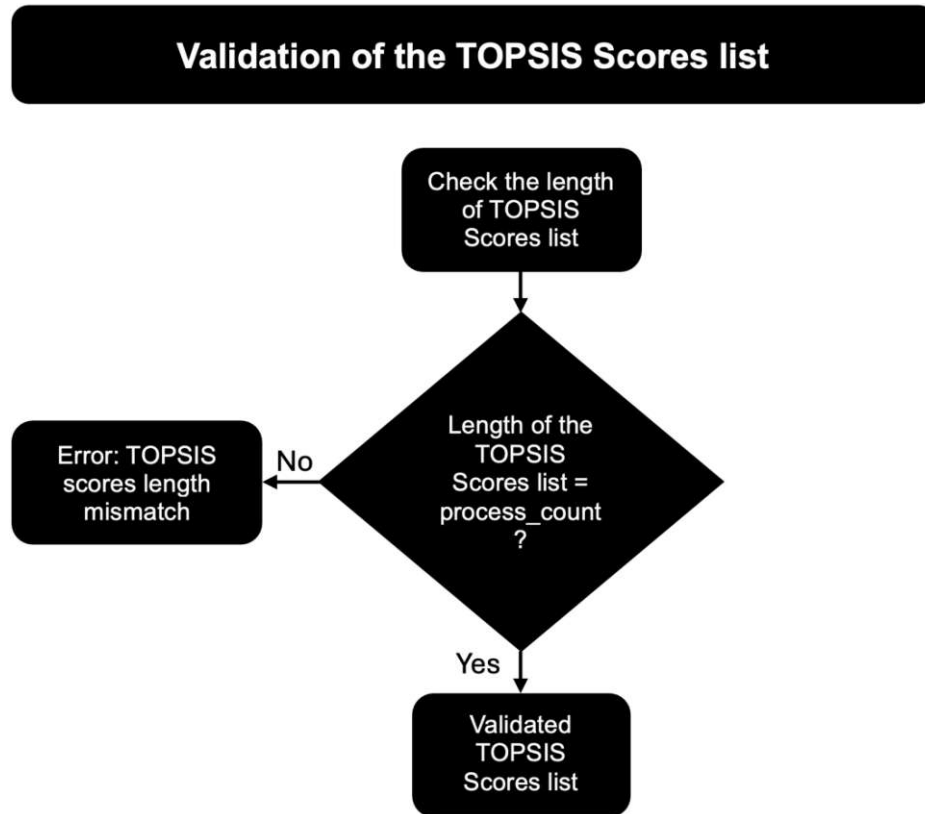 Validation of the TOPSIS Scores list
Check the length
of TOPSIS
Scores list
Length of the
TOPSIS
Scores list =
process_count
?
No
Error: TOPSIS
scores length
mismatch
Yes
Validated
TOPSIS
Scores list